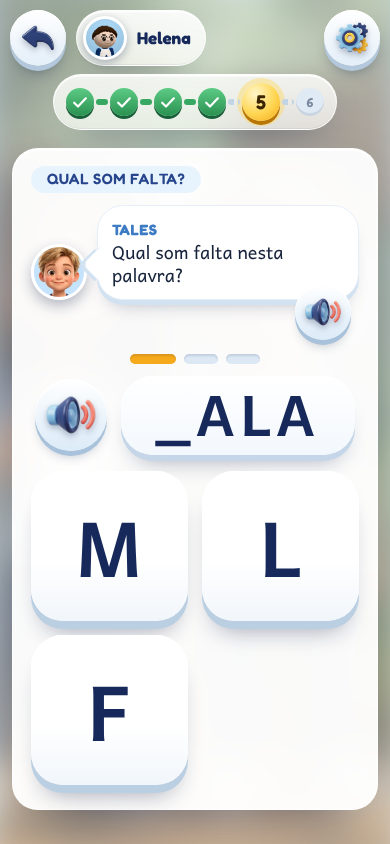 Helena
5
6
QUAL SOM FALTA?
TALES
Qual som falta nesta
palavra?
_ALA
M
L
F